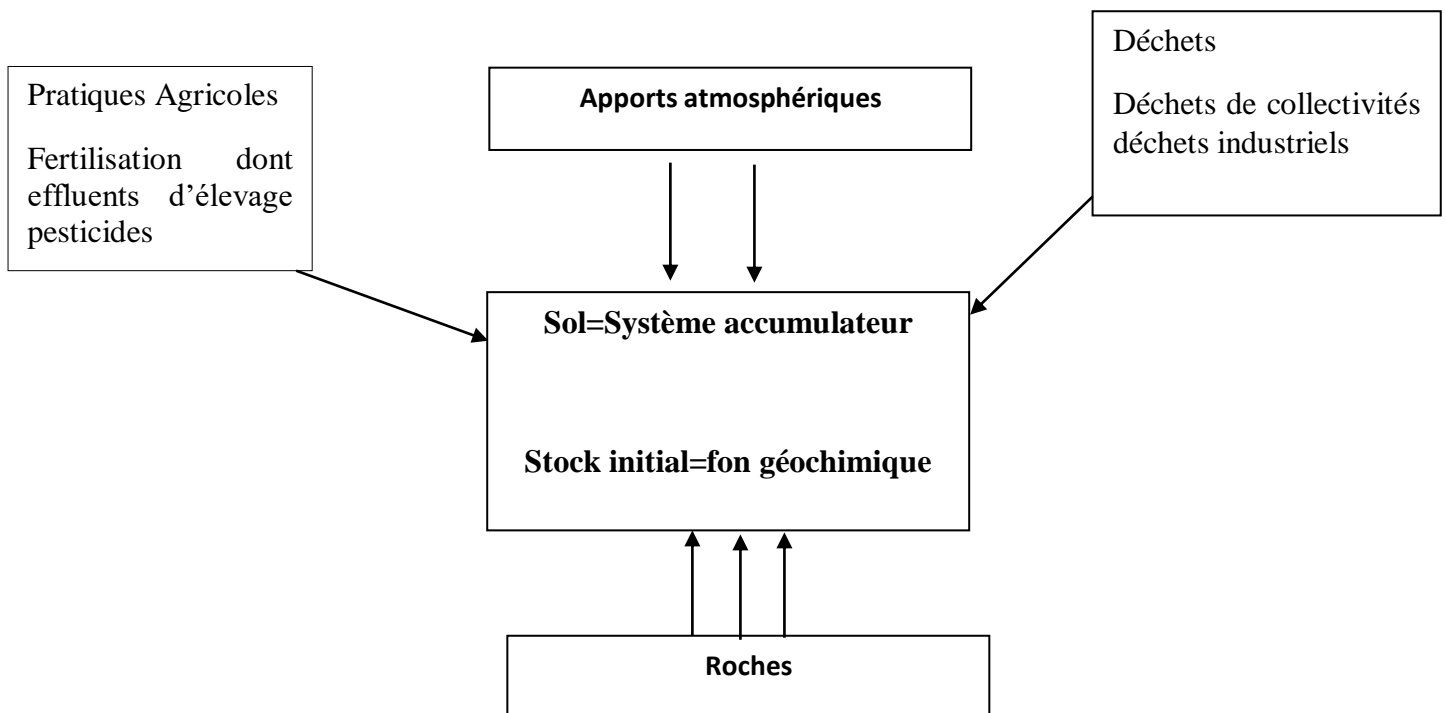 Pratiques Agricoles
Fertilisation dont
effluents d’élevage
pesticides
Apports atmosphériques
Déchets
Déchets de collectivités
déchets industriels
Sol=Système accumulateur
Stock initial=fon géochimique
Roches